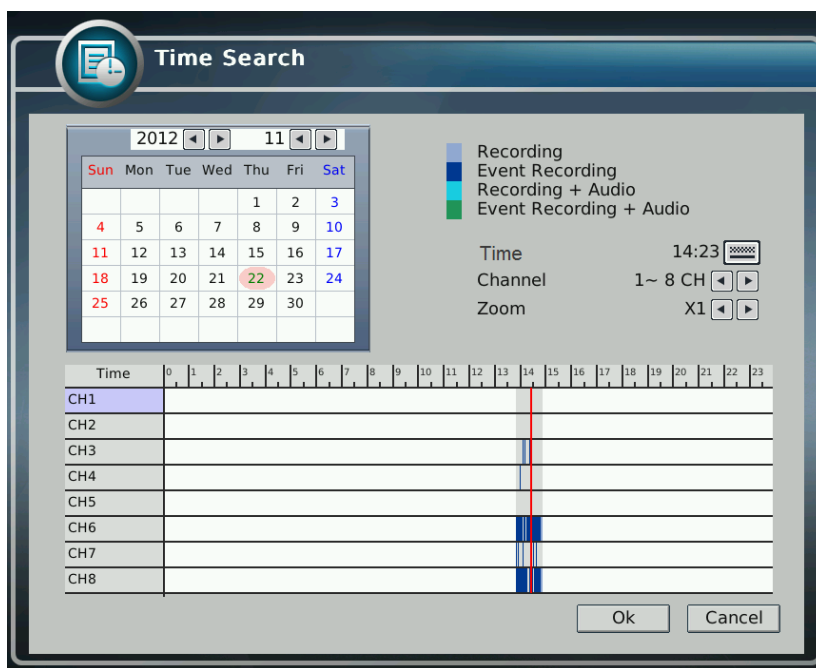 Time Search
2012 11
Sun Mon Tue Wed Thu Fri Sat
1 2 3
4 5 6 7 8 9 10
11 12 13 14 15 16 17
18 19 20 21 22 23 24
25 26 27 28 29 30
Recording
Event Recording
Recording + Audio
Event Recording + Audio
Time 14:23
Channel 1~ 8 CH
Zoom X1
Time 0 1 2 3 4 5 6 7 8 9 10 11 12 13 14 15 16 17 18 19 20 21 22 23
CH1
CH2
CH3
CH4
CH5
CH6
CH7
CH8
Ok Cancel